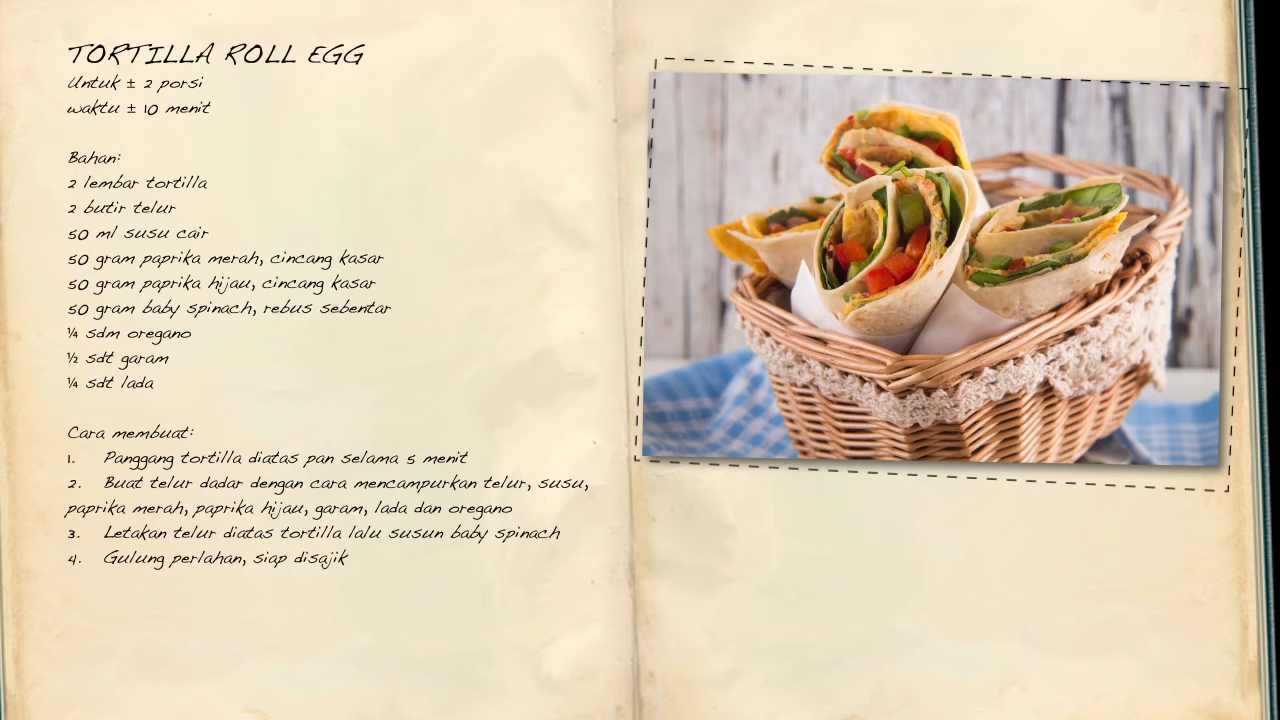 TORTILLA ROLL EGG
Untuk ± 2 porsi
waktu ± 10 menit
Bahan:
2 lembar tortilla
2 butir telur
50 ml susu cair
50 gram paprika merah, cincang kasar
50 gram paprika hijau, cincang kasar
50 gram baby spinach, rebus sebentar
¼ sdm oregano
½ sdt garam
¼ sdt lada
Cara membuat:
1. Panggang tortilla diatas pan selama 5 menit
2. Buat telur dadar dengan cara mencampurkan telur, susu,
paprika merah, paprika hijau, garam, lada dan oregano
3. Letakan telur diatas tortilla lalu susun baby spinach
4. Gulung perlahan, siap disajik